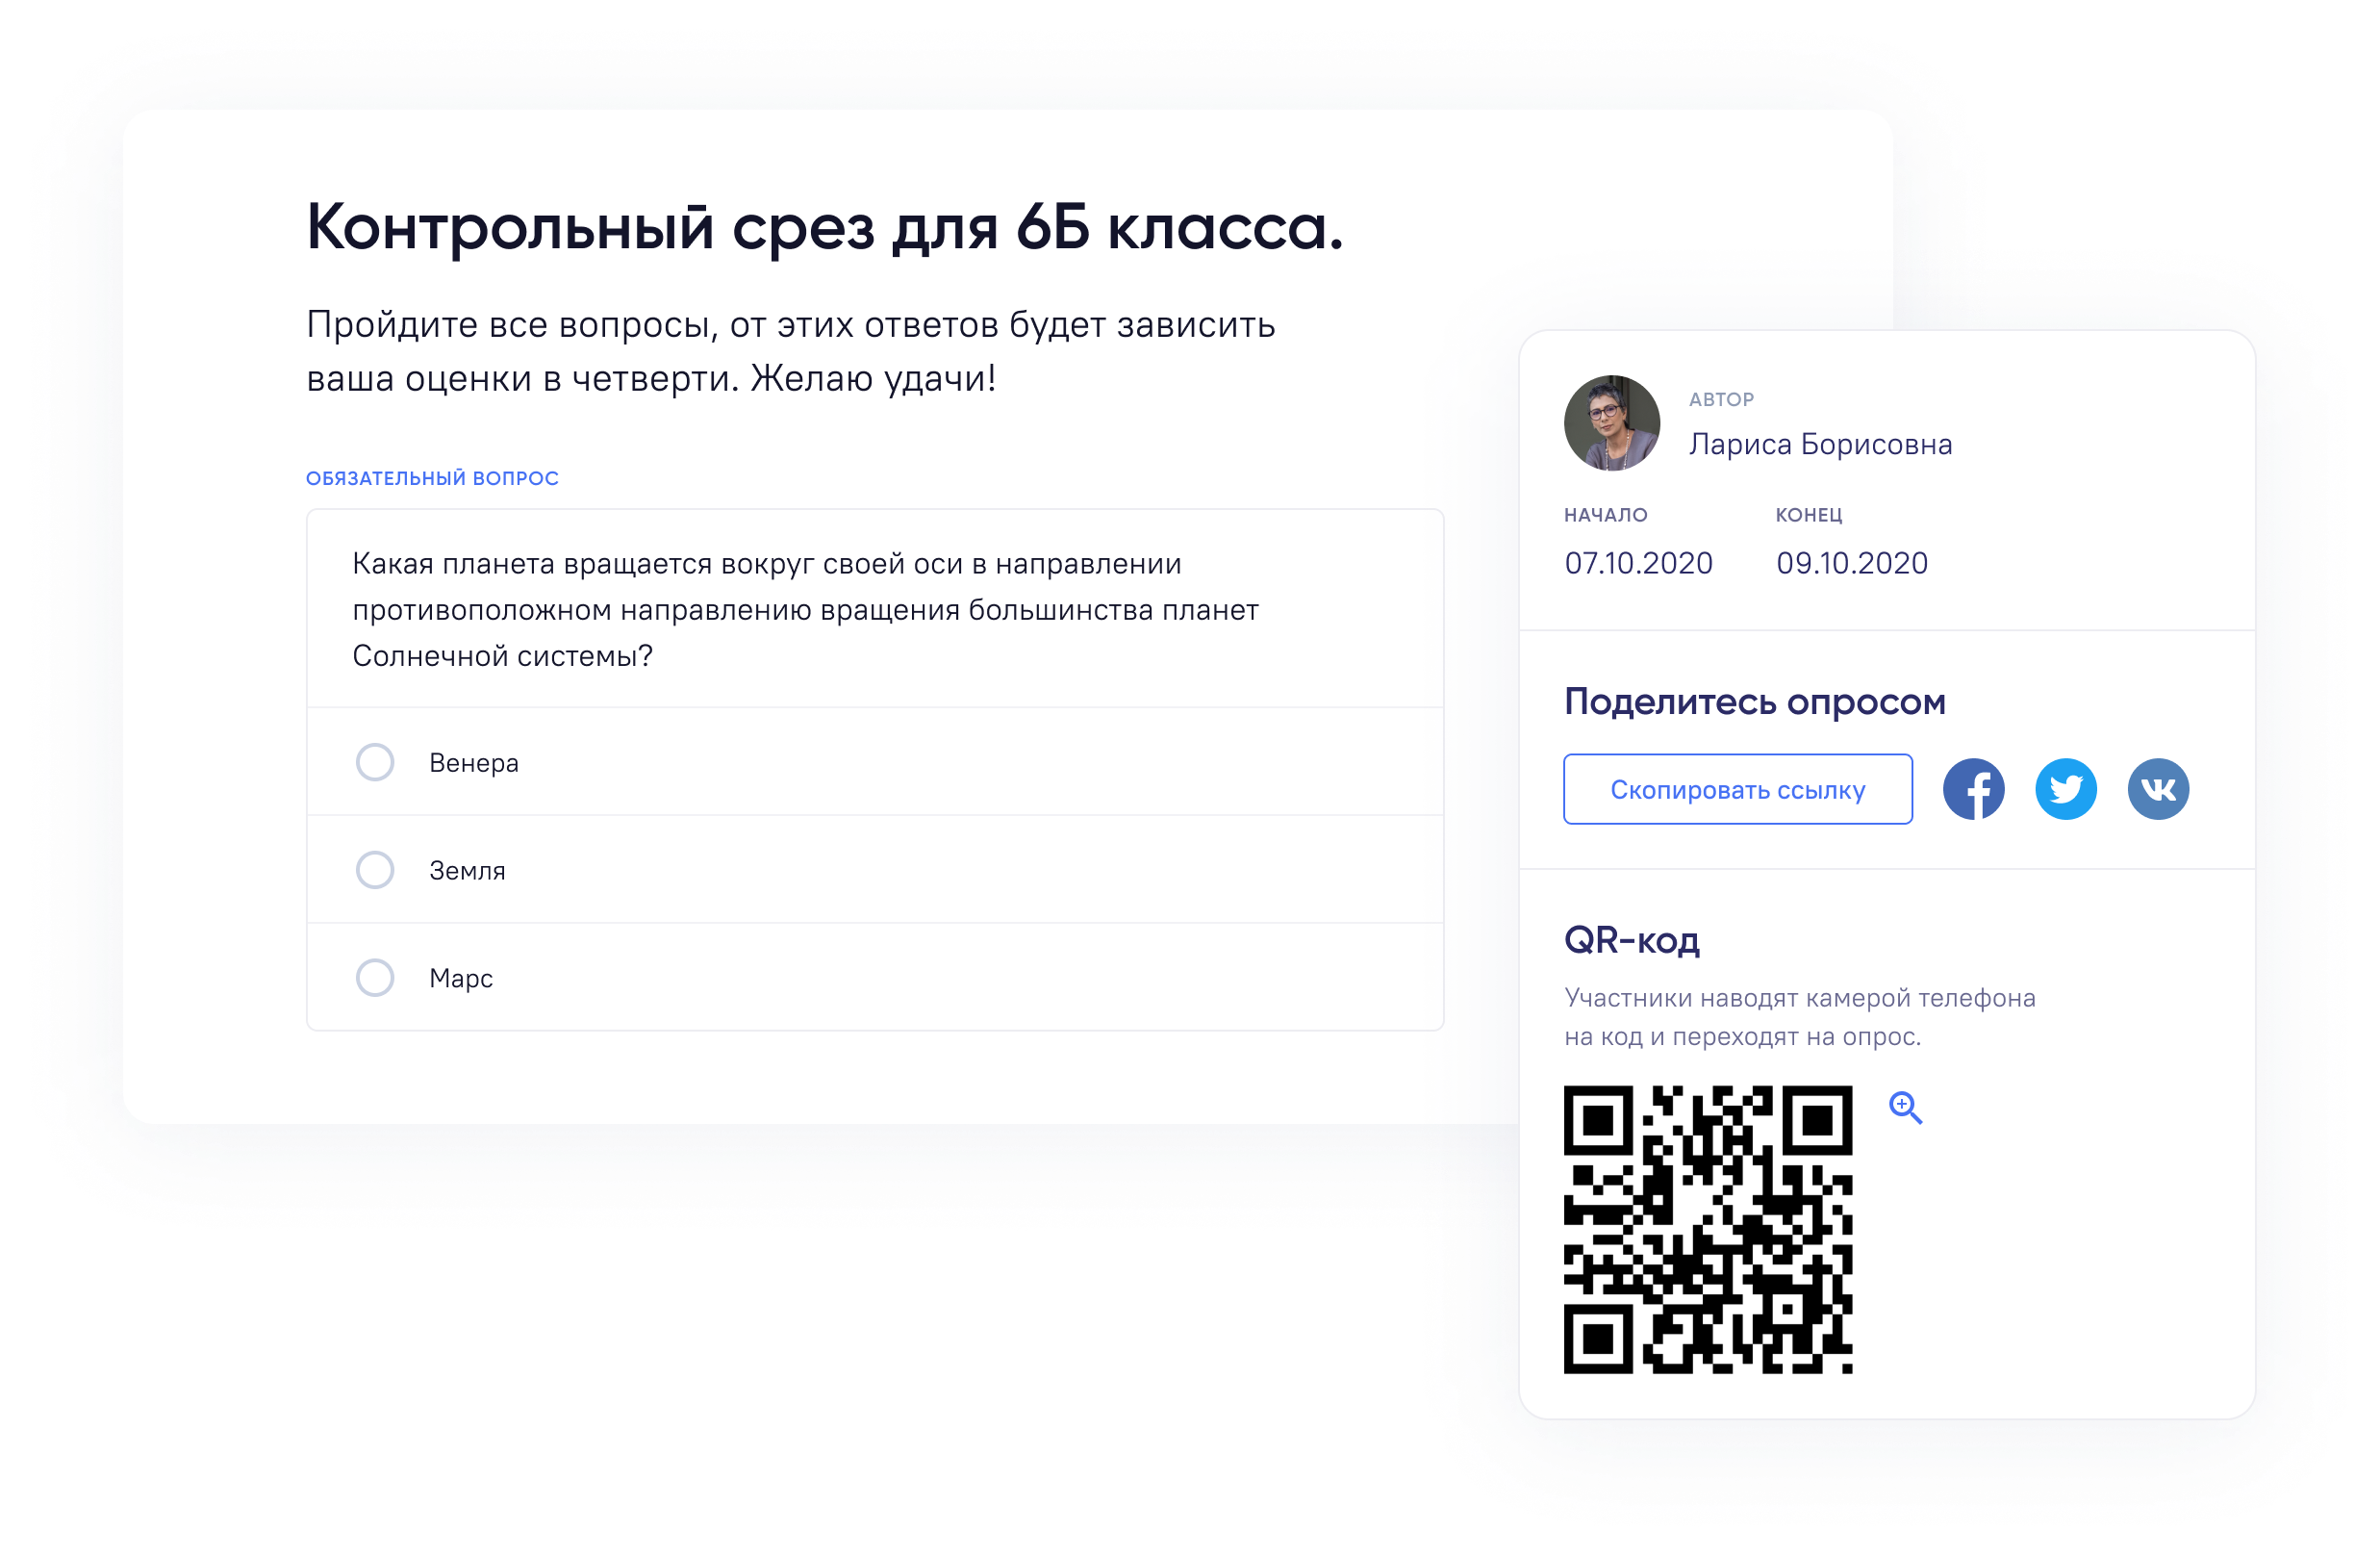 Контрольный срез для 6Б класса.
Пройдите все вопросы, от этих ответов будет зависить
ваша оценки в четверти. Желаю удачи!
ОБЯЗАТЕЛЬНЫЙ ВОПРОС
Какая планета вращается вокруг своей оси в направлении
противоположном направлению вращения большинства планет
Солнечной системы?
Венера
Земля
Марс
АВТОР
Лариса Борисовна
НАЧАЛО КОНЕЦ
07.10.2020 09.10.2020
Поделитесь опросом
Скопировать ссылку
QR-код
Участники наводят камерой телефона
на код и переходят на опрос.